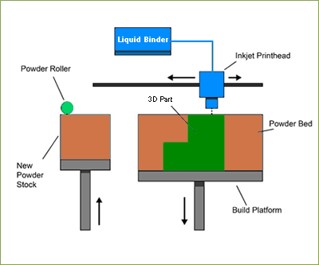 Liquid Binder
Inkjet Printhead
Powder Roller
3D Part
Powder Bed
New
Powder
Stock
Build Platform